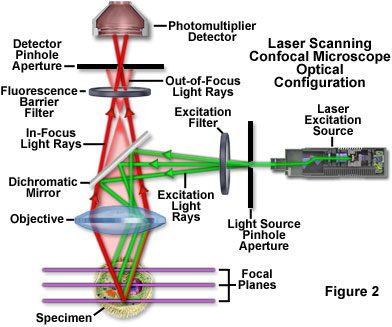 Photomultiplier
Detector
Laser Scanning
Confocal Microscope
Optical
Configuration
Detector
Pinhole
Aperture
Out-of-Focus
Light Rays
Fluorescence
Barrier
Filter
Excitation
Filter
Laser
Excitation
Source
In-Focus
Light Rays
Dichromatic
Mirror
Excitation
Light
Rays
Objective
Light Source
Pinhole
Aperture
Focal
Planes
Figure 2
Specimen